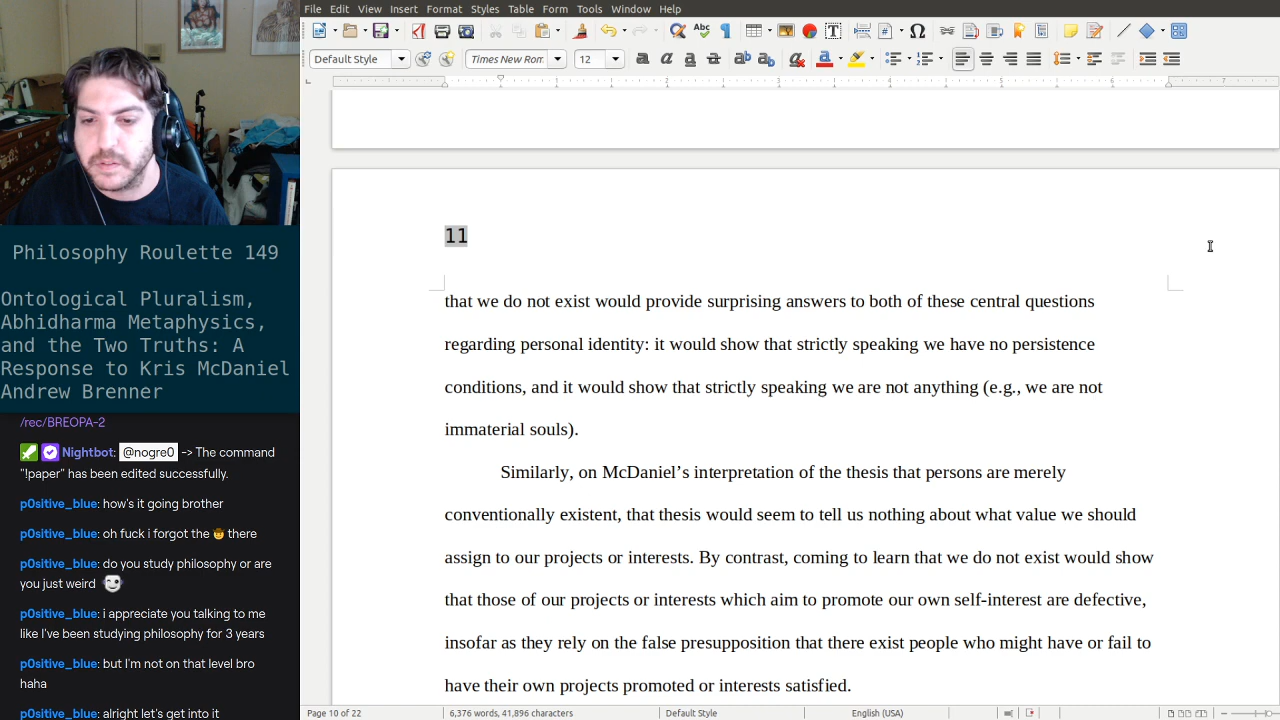 File Edit View Insert Format Styles Table Form Tools Window Help
Default Style Times New Rom 12
11
that we do not exist would provide surprising answers to both of these central questions
regarding personal identity: it would show that strictly speaking we have no persistence
conditions, and it would show that strictly speaking we are not anything (e.g., we are not
immaterial souls).
Similarly, on McDaniel’s interpretation of the thesis that persons are merely
conventionally existent, that thesis would seem to tell us nothing about what value we should
assign to our projects or interests. By contrast, coming to learn that we do not exist would show
that those of our projects or interests which aim to promote our own self-interest are defective,
insofar as they rely on the false presupposition that there exist people who might have or fail to
have their own projects promoted or interests satisfied.
Page 10 of 22 6,376 words, 41,896 characters Default Style English (USA)
Philosophy Roulette 149
Ontological Pluralism,
Abhidharma Metaphysics,
and the Two Truths: A
Response to Kris McDaniel
Andrew Brenner
/rec/BREOPA-2
Nightbot: @nogre0 -> The command
"!paper" has been edited successfully.
p0sitive_blue: how's it going brother
p0sitive_blue: oh fuck i forgot the 🤠 there
p0sitive_blue: do you study philosophy or are
you just weird
p0sitive_blue: i appreciate you talking to me
like I've been studying philosophy for 3 years
p0sitive_blue: but I'm not on that level bro
haha
p0sitive_blue: alright let's get into it